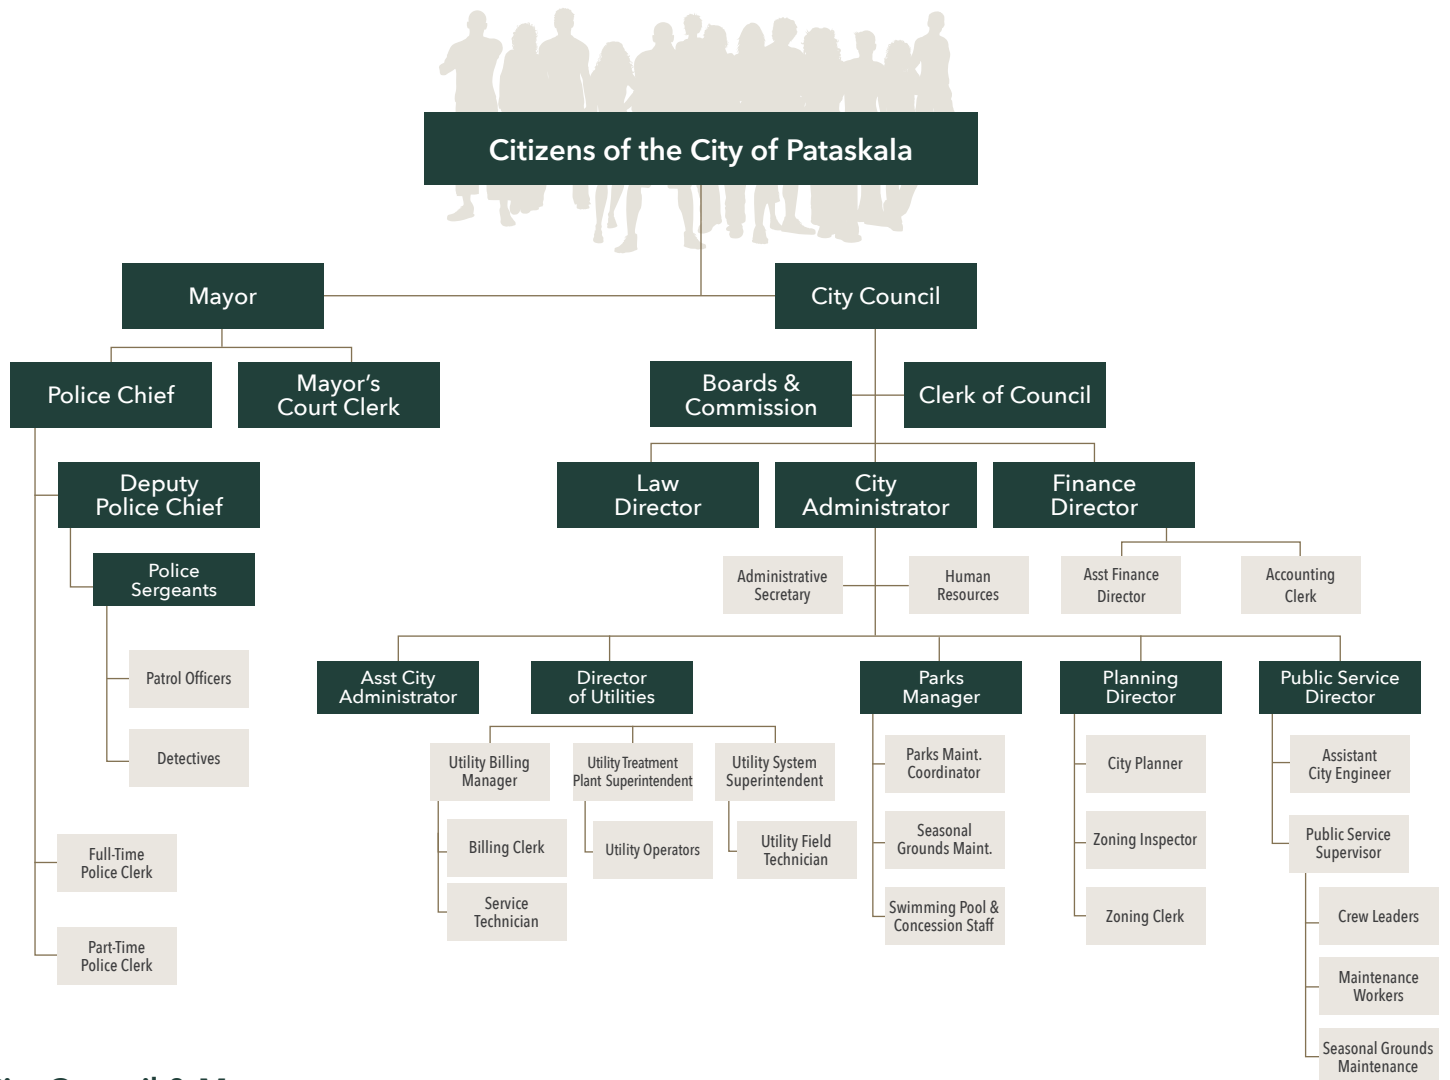 Citizens of the City of Pataskala
Mayor
City Council
Police Chief
Mayor's
Court Clerk
Boards &
Commission
Clerk of Council
Deputy
Police Chief
Law
Director
City
Administrator
Finance
Director
Police
Sergeants
Administrative
Secretary
Human
Resources
Asst Finance
Director
Accounting
Clerk
Patrol Officers
Detectives
Full-Time
Police Clerk
Part-Time
Police Clerk
Asst City
Administrator
Director
of Utilities
Parks
Manager
Planning
Director
Public Service
Director
Utility Billing
Manager
Utility Treatment
Plant Superintendent
Utility System
Superintendent
Billing Clerk
Service
Technician
Utility Operators
Utility Field
Technician
Parks Maint.
Coordinator
Seasonal
Grounds Maint.
Swimming Pool &
Concession Staff
City Planner
Zoning Inspector
Zoning Clerk
Assistant
City Engineer
Public Service
Supervisor
Crew Leaders
Maintenance
Workers
Seasonal Grounds
Maintenance